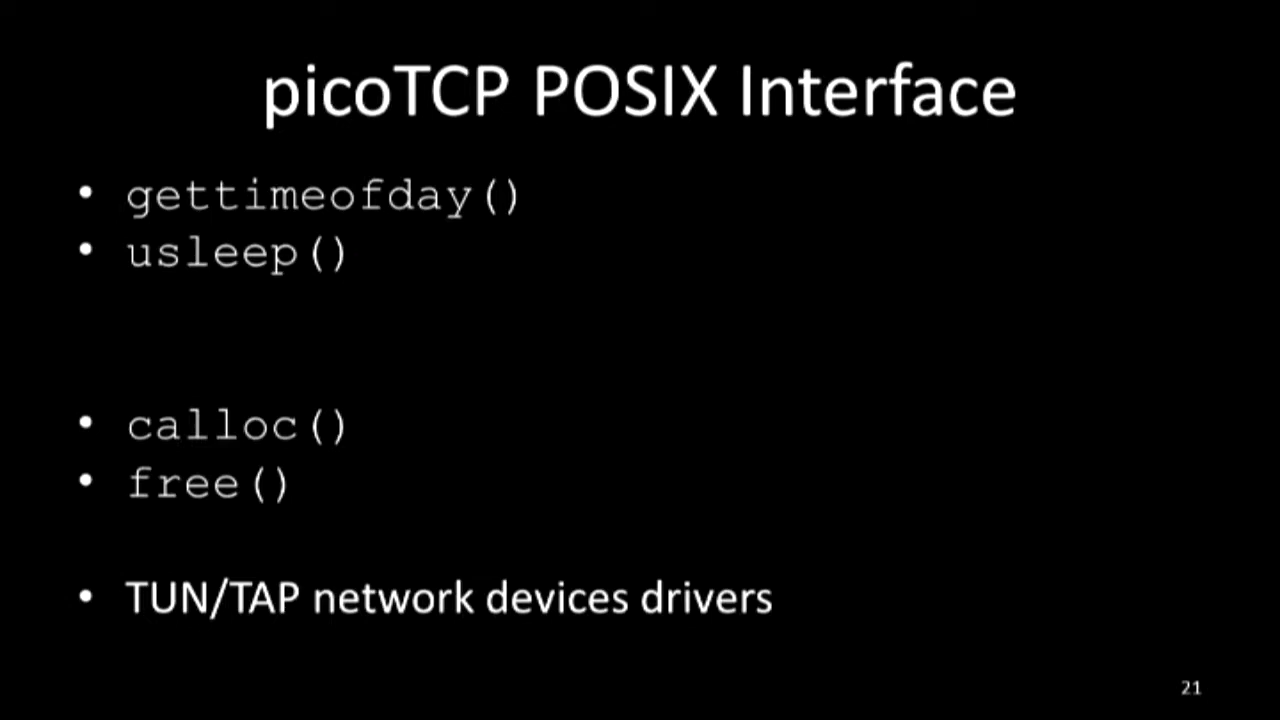 picoTCP POSIX Interface
• gettimeofday()
• usleep()
• calloc()
• free()
• TUN/TAP network devices drivers
21